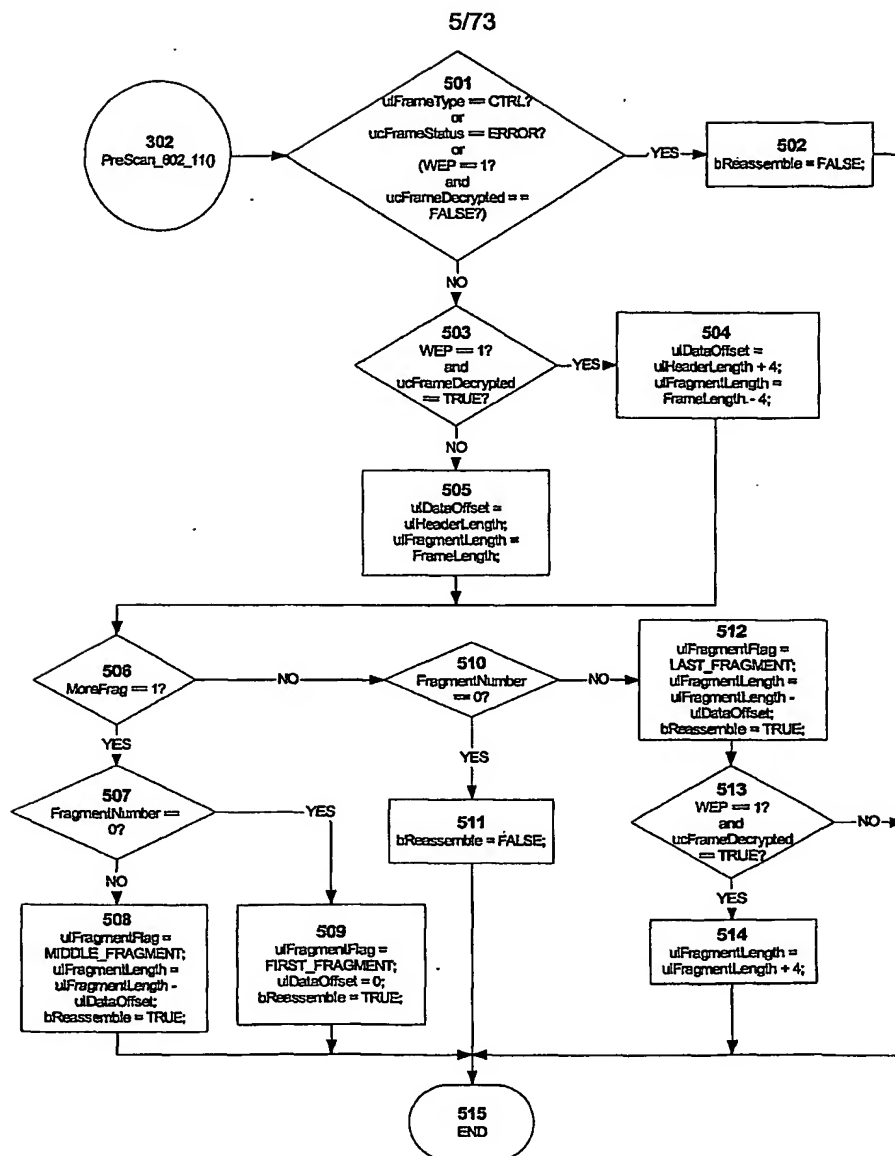 5/73
302
PreScan_802_11()
501
ulFrameType == CTRL?
or
ucFrameStatus == ERROR?
or
(WEP == 1?
and
ucFrameDecrypted ==
FALSE?)
YES
502
bReassemble = FALSE;
NO
503
WEP == 1?
and
ucFrameDecrypted
== TRUE?
YES
504
ulDataOffset =
ulHeaderLength + 4;
ulFragmentLength =
FrameLength - 4;
NO
505
ulDataOffset =
ulHeaderLength;
ulFragmentLength =
FrameLength;
506
MoreFrag == 1?
NO
510
FragmentNumber
== 0?
NO
512
ulFragmentFlag =
LAST_FRAGMENT;
ulFragmentLength =
ulFragmentLength -
ulDataOffset;
bReassemble = TRUE;
YES
507
FragmentNumber ==
0?
YES
YES
511
bReassemble = FALSE;
513
WEP == 1?
and
ucFrameDecrypted
== TRUE?
NO
NO
508
ulFragmentFlag =
MIDDLE_FRAGMENT;
ulFragmentLength =
ulFragmentLength -
ulDataOffset;
bReassemble = TRUE;
509
ulFragmentFlag =
FIRST_FRAGMENT;
ulDataOffset = 0;
bReassemble = TRUE;
YES
514
ulFragmentLength =
ulFragmentLength + 4;
515
END